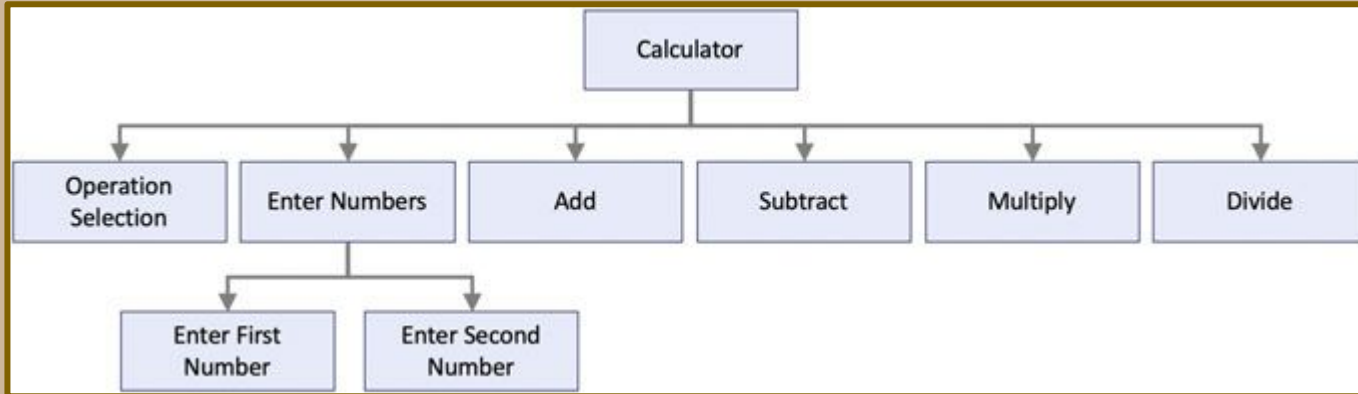 Calculator
Operation
Selection
Enter Numbers
Add
Subtract
Multiply
Divide
Enter First
Number
Enter Second
Number